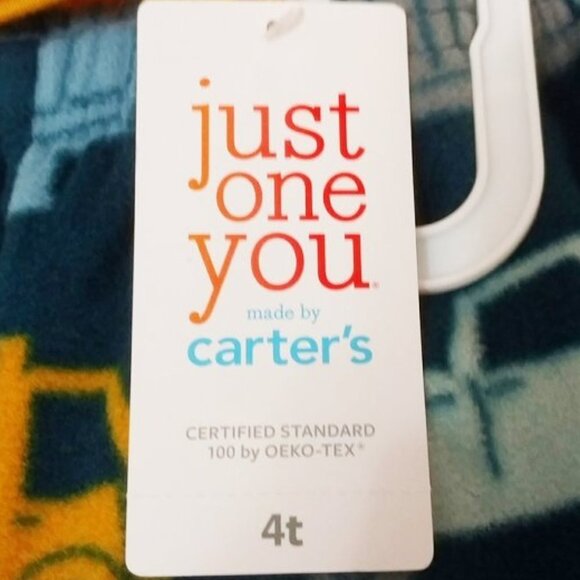 just
one
you®
made by
carter's
CERTIFIED STANDARD
100 by OEKO-TEX®
4t